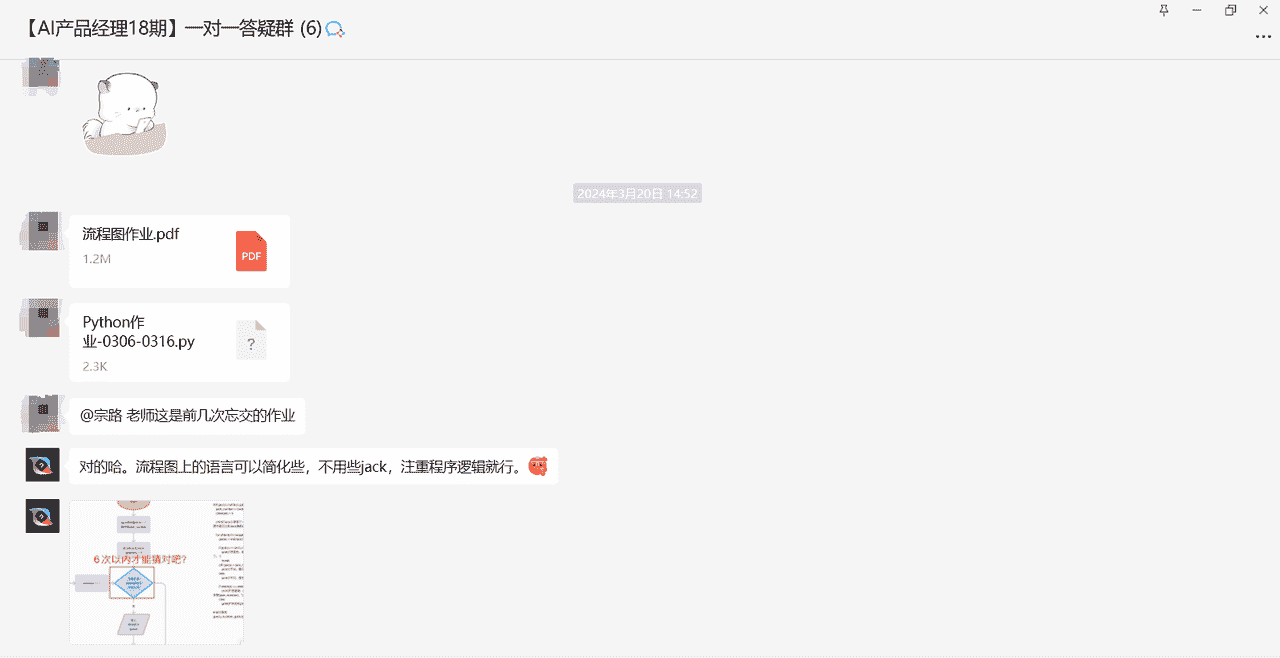 【AI产品经理18期】一对一答疑群 (6)
2024年3月20日 14:52
流程图作业.pdf
PDF
1.2M
Python作
业-0306-0316.py
?
2.3K
@宗路 老师这是前几次忘交的作业
对的哈。流程图上的语言可以简化些，不用些jack，注重程序逻辑就行。
6次以内才能猜对吧?